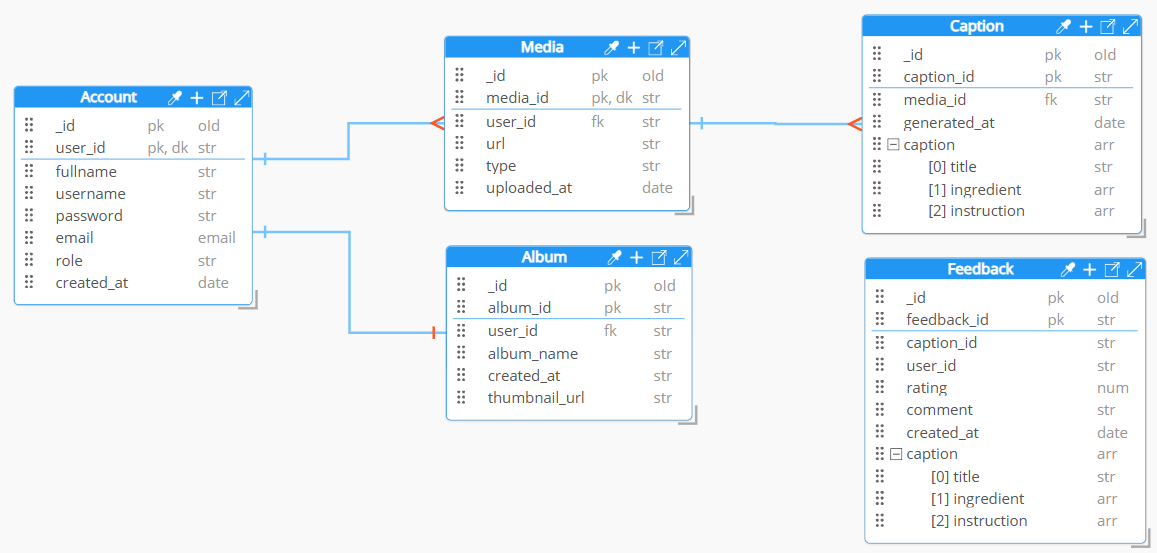 Account
_id pk oId
user_id pk, dk str
fullname str
username str
password str
email email
role str
created_at date
Media
_id pk oId
media_id pk, dk str
user_id fk str
url str
type str
uploaded_at date
Album
_id pk oId
album_id pk str
user_id fk str
album_name str
created_at str
thumbnail_url str
Caption
_id pk oId
caption_id pk str
media_id fk str
generated_at date
caption arr
[0] title str
[1] ingredient arr
[2] instruction arr
Feedback
_id pk oId
feedback_id pk str
caption_id str
user_id str
rating num
comment str
created_at date
caption arr
[0] title str
[1] ingredient arr
[2] instruction arr